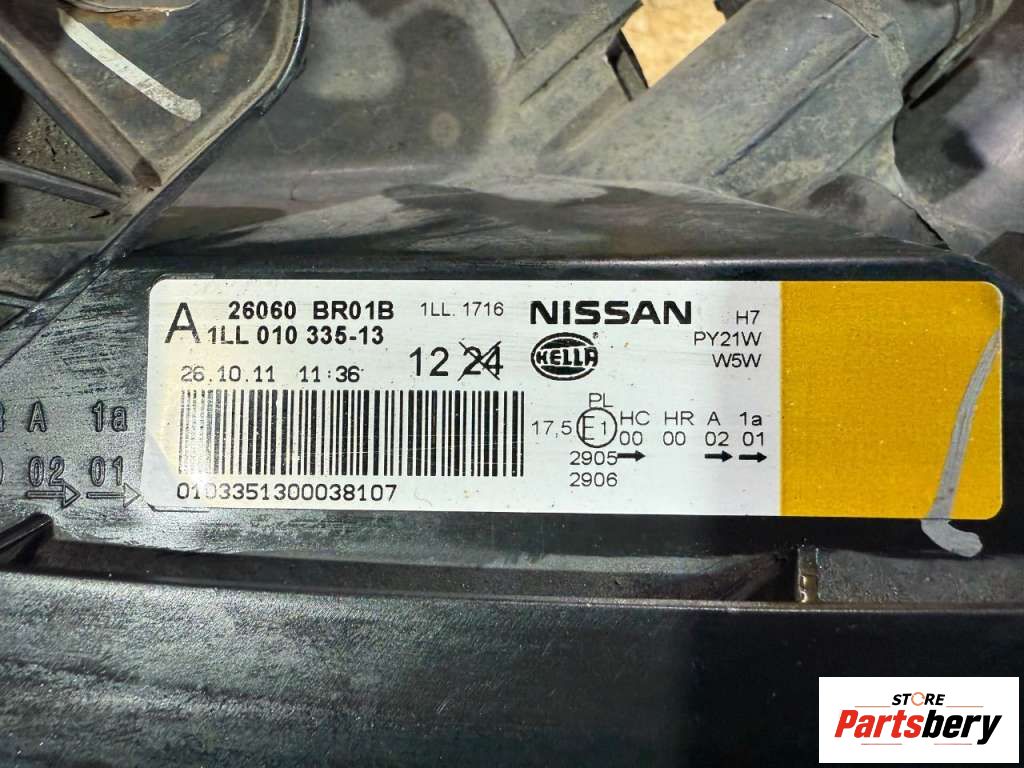 A 26060 BR01B 1LL. 1716 NISSAN H7
1LL 010 335-13 PY21W
12 24 HELLA ® W5W
26.10.11 11:36
PL
17,5 E1 HC HR A 1a
00 00 02 01
2905
2906
0103351300038107
A 1a
02 01
STORE
Partsbery